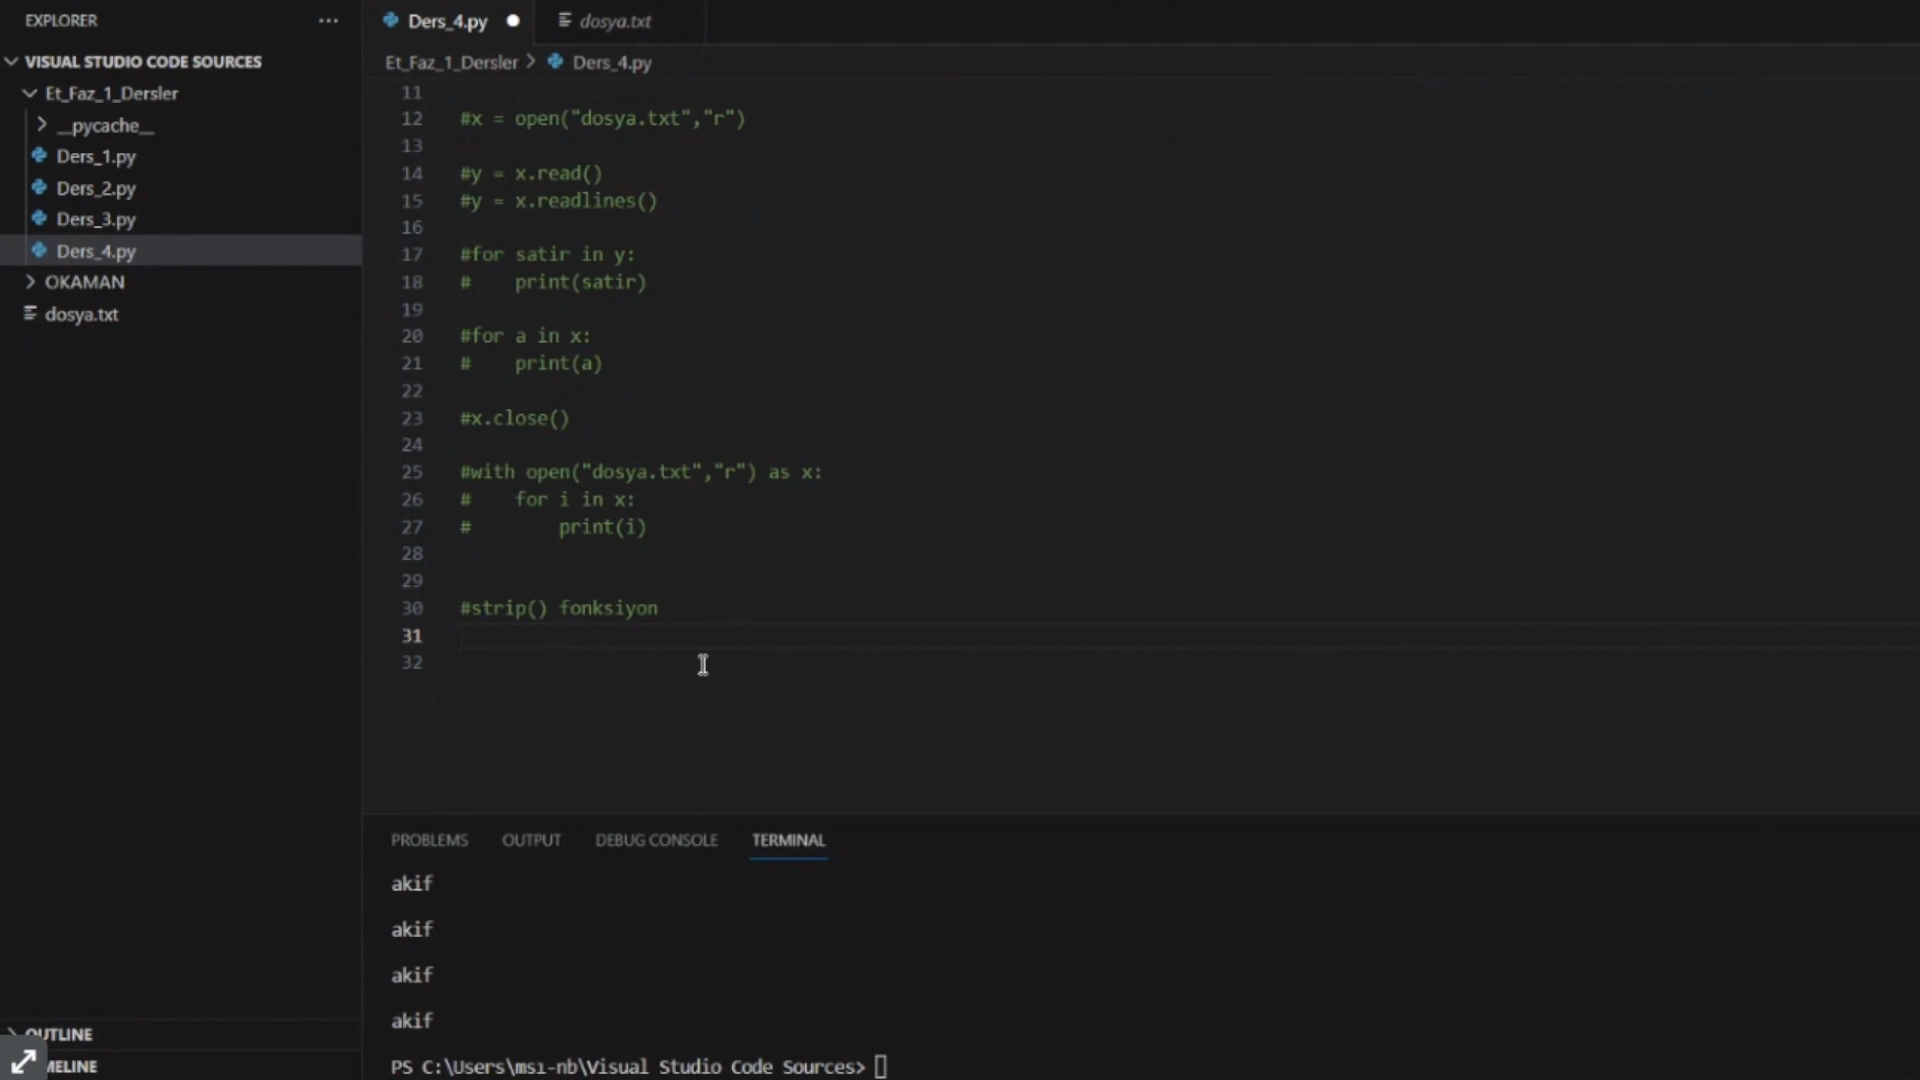 EXPLORER
VISUAL STUDIO CODE SOURCES
Et_Faz_1_Dersler
__pycache__
Ders_1.py
Ders_2.py
Ders_3.py
Ders_4.py
OKAMAN
dosya.txt
OUTLINE
MELINE
Ders_4.py
dosya.txt
Et_Faz_1_Dersler > Ders_4.py
11
12 #x = open("dosya.txt","r")
13
14 #y = x.read()
15 #y = x.readlines()
16
17 #for satir in y:
18 #    print(satir)
19
20 #for a in x:
21 #    print(a)
22
23 #x.close()
24
25 #with open("dosya.txt","r") as x:
26 #    for i in x:
27 #        print(i)
28
29
30 #strip() fonksiyon
31
32
PROBLEMS OUTPUT DEBUG CONSOLE TERMINAL
akif
akif
akif
akif
PS C:\Users\msı-nb\Visual Studio Code Sources>